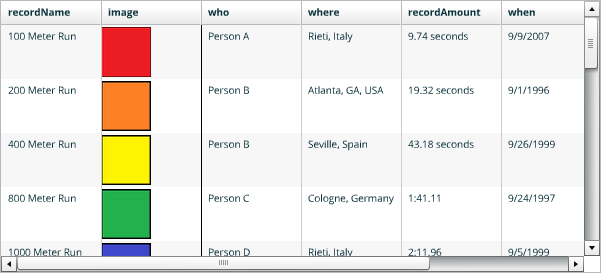 recordName image who where recordAmount when
100 Meter Run Person A Rieti, Italy 9.74 seconds 9/9/2007
200 Meter Run Person B Atlanta, GA, USA 19.32 seconds 9/1/1996
400 Meter Run Person B Seville, Spain 43.18 seconds 9/26/1999
800 Meter Run Person C Cologne, Germany 1:41.11 9/24/1997
1000 Meter Run Person D Rieti, Italy 2:11.96 9/5/1999